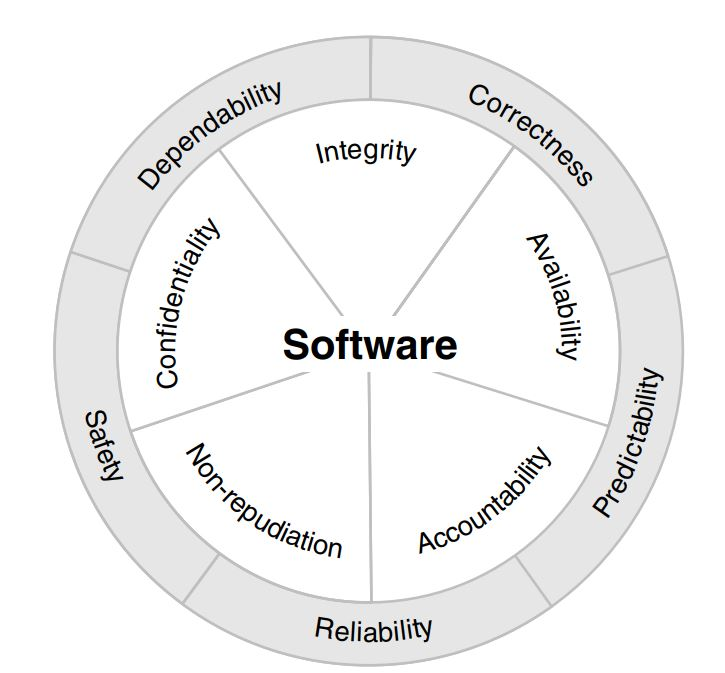 Dependability
Correctness
Integrity
Confidentiality
Availability
Software
Safety
Predictability
Non-repudiation
Accountability
Reliability